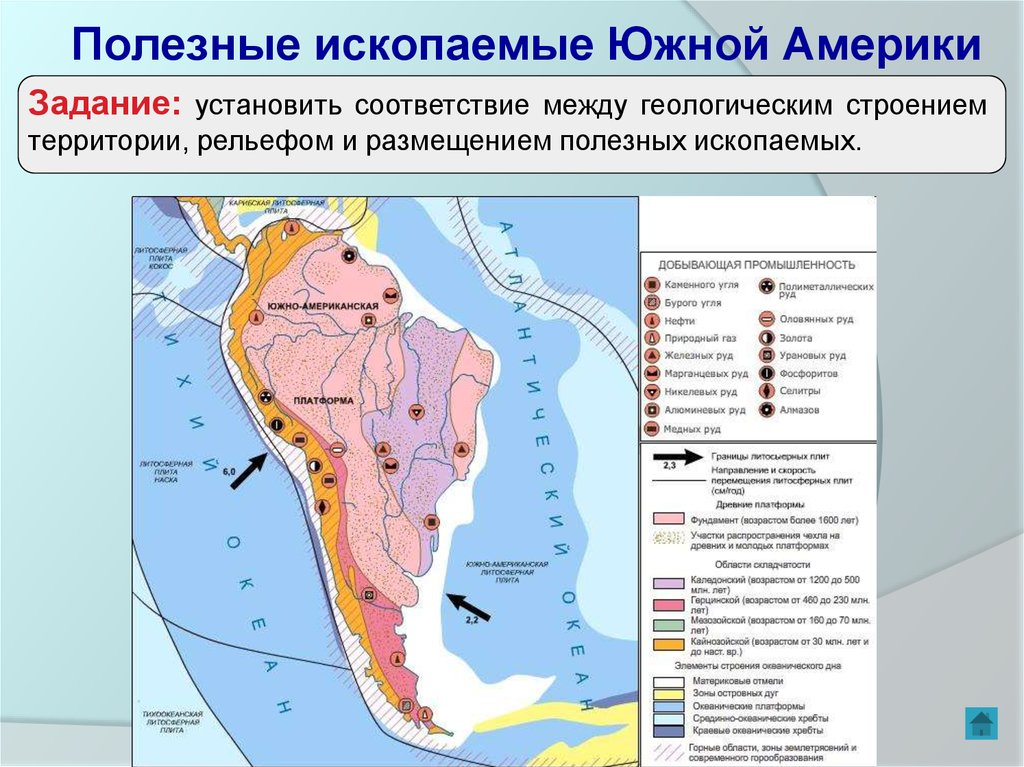 Полезные ископаемые Южной Америки
Задание: установить соответствие между геологическим строением
территории, рельефом и размещением полезных ископаемых.
КАРИБСКАЯ ЛИТОСФЕРНАЯ
ПЛИТА
ЛИТОСФЕРНАЯ
ПЛИТА
КОКОС
ЮЖНО-АМЕРИКАНСКАЯ
ПЛАТФОРМА
ТИХИЙ
ОКЕАН
АТЛАНТИЧЕСКИЙ
ОКЕАН
ЛИТОСФЕРНАЯ
ПЛИТА
НАСКА
6,0
ЮЖНО-АМЕРИКАНСКАЯ
ЛИТОСФЕРНАЯ
ПЛИТА
2,2
ТИХООКЕАНСКАЯ
ЛИТОСФЕРНАЯ
ПЛИТА
ДОБЫВАЮЩАЯ ПРОМЫШЛЕННОСТЬ
Каменного угля
Бурого угля
Нефти
Природный газ
Железных руд
Марганцевых руд
Никелевых руд
Алюминевых руд
Медных руд
Полиметаллических
руд
Оловянных руд
Золота
Урановых руд
Фосфоритов
Селитры
Алмазов
2,3
Границы литосьерных плит
Направление и скорость
перемещения литосферных плит
(см/год)
Древние платформы
Фундамент (возрастом более 1600 лет)
Участки распространения чехла на
древних и молодых платформах
Области складчатости
Каледонский (возрастом от 1200 до 500
млн. лет)
Герцинской (возрастом от 460 до 230 млн.
лет)
Мезозойской (возрастом от 160 до 70 млн.
лет)
Кайнозойской (возрастом от 30 млн. лет и
до наст. вр.)
Элементы строения океанического дна
Материковые отмели
Зоны островных дуг
Океанические платформы
Срединно-океанические хребты
Краевые океанические хребты
Горные области, зоны землетрясений и
современного горообразования